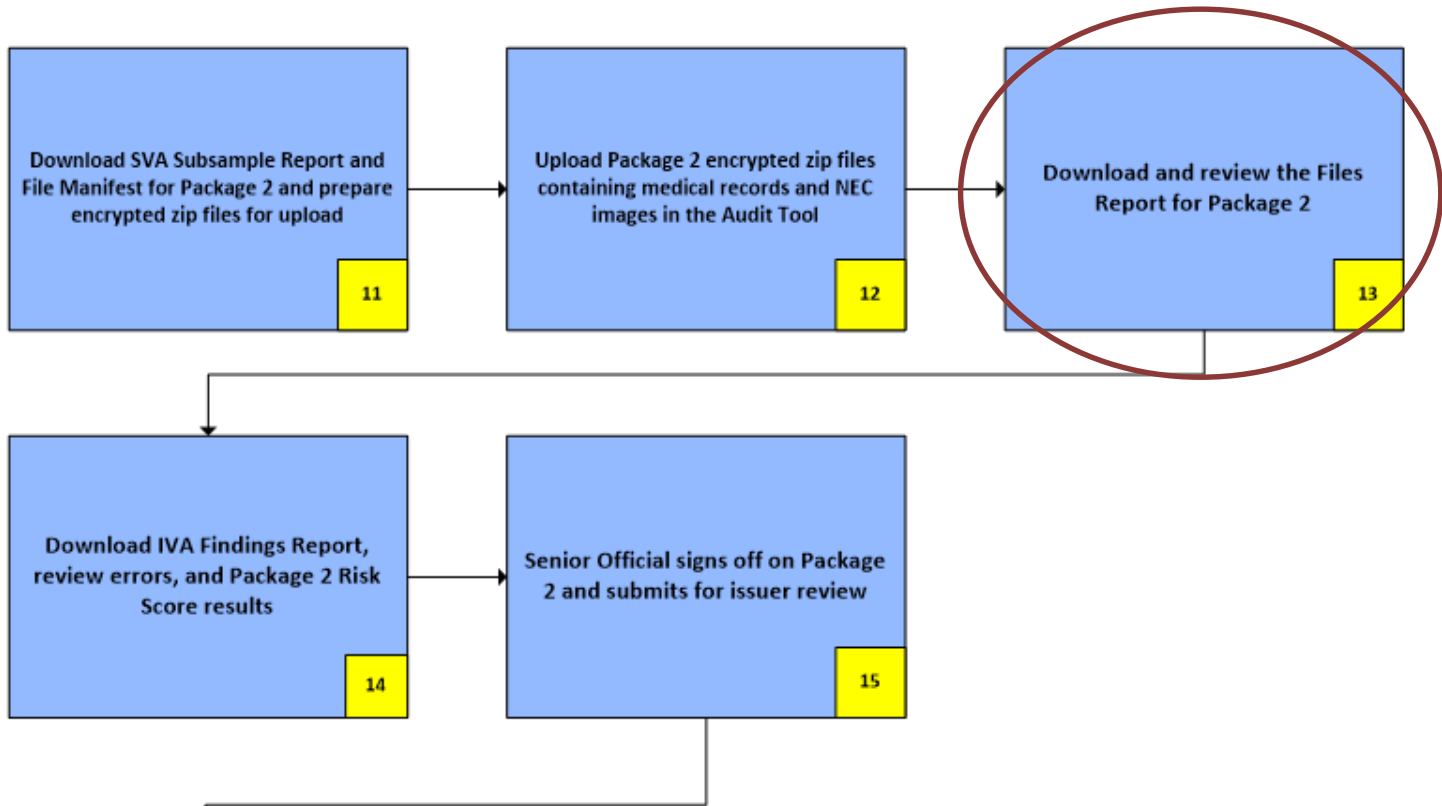 Download SVA Subsample Report and
File Manifest for Package 2 and prepare
encrypted zip files for upload
11
Upload Package 2 encrypted zip files
containing medical records and NEC
images in the Audit Tool
12
Download and review the Files
Report for Package 2
13
Download IVA Findings Report,
review errors, and Package 2 Risk
Score results
14
Senior Official signs off on Package
2 and submits for issuer review
15